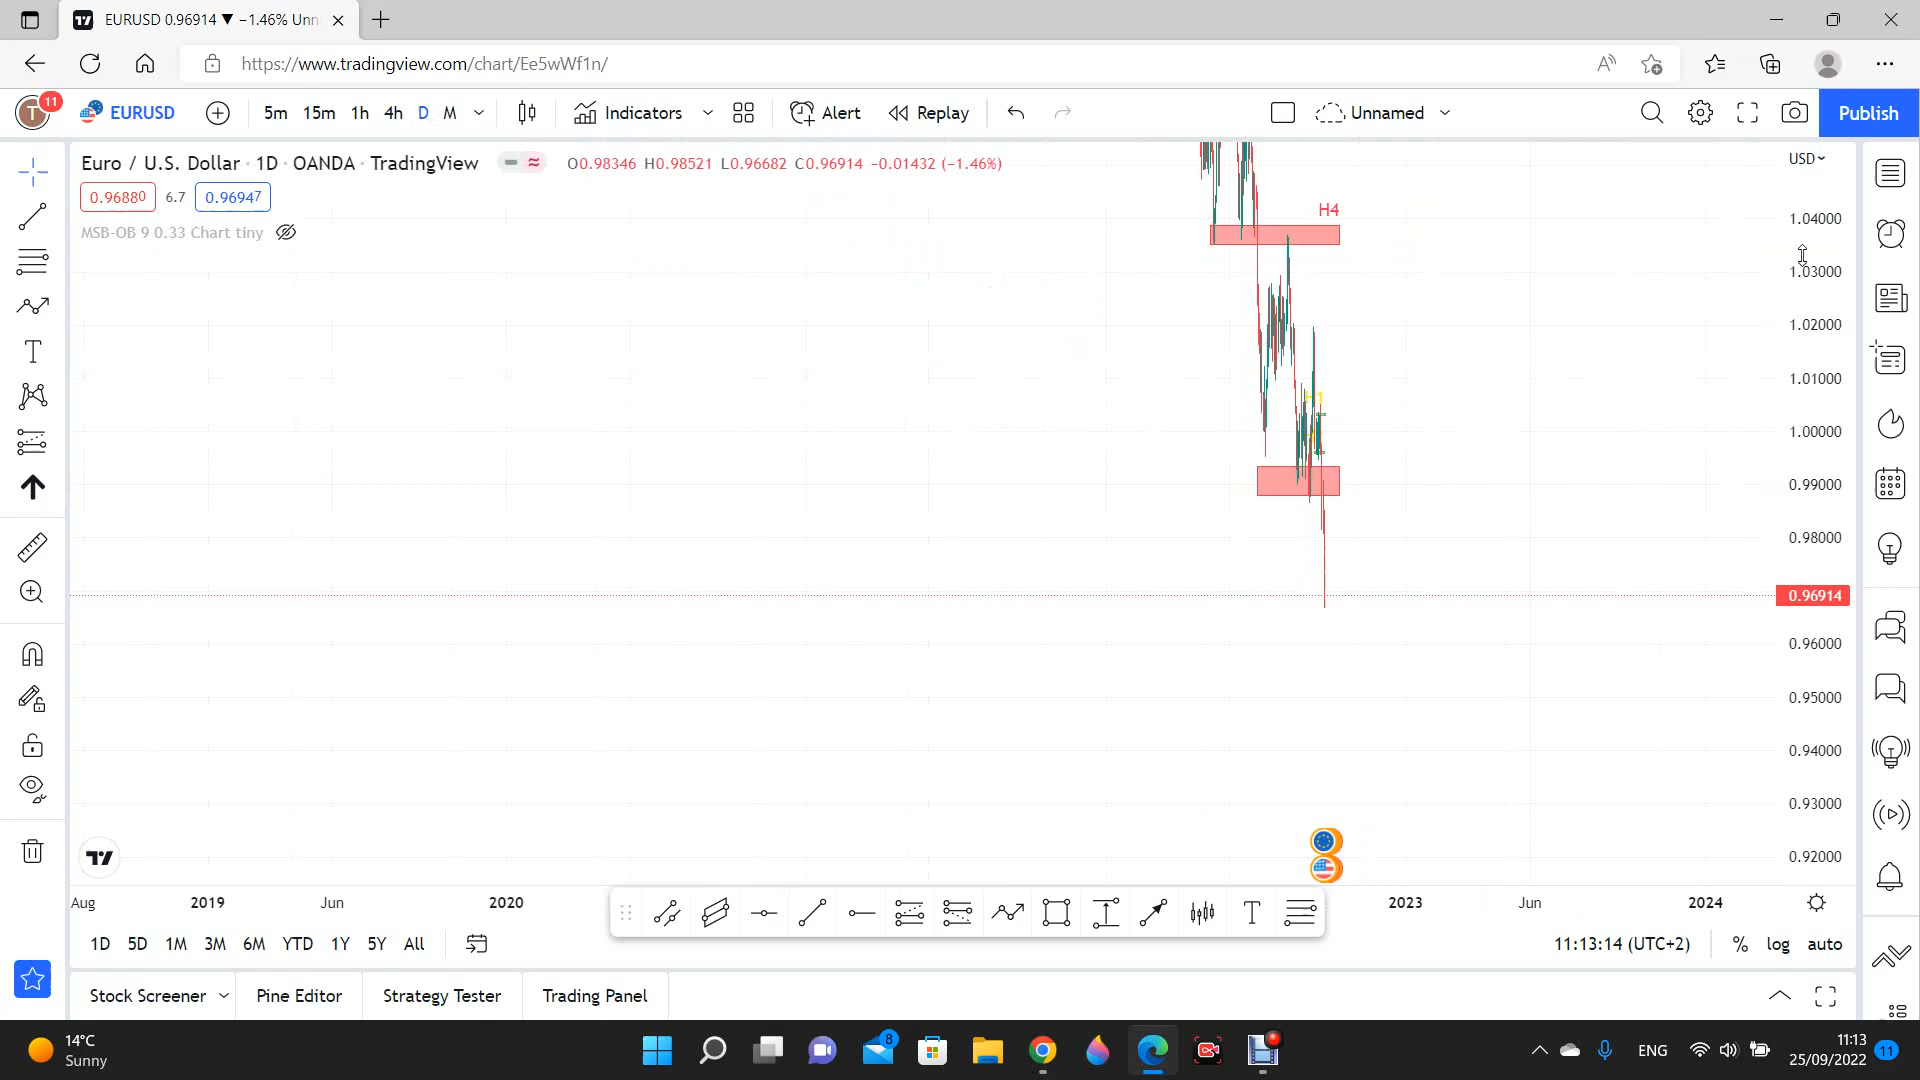 EURUSD 0.96914 ▼ −1.46% Unn
https://www.tradingview.com/chart/Ee5wWf1n/
T 11 EURUSD 5m 15m 1h 4h D M Indicators Alert Replay Unnamed Publish
Euro / U.S. Dollar · 1D · OANDA · TradingView O0.98346 H0.98521 L0.96682 C0.96914 −0.01432 (−1.46%)
USD
0.96880 6.7 0.96947
MSB-OB 9 0.33 Chart tiny
H4
1.04000
1.03000
1.02000
1.01000
1.00000
0.99000
0.98000
0.96914
0.96000
0.95000
0.94000
0.93000
0.92000
Aug 2019 Jun 2020 2023 Jun 2024
1D 5D 1M 3M 6M YTD 1Y 5Y All 11:13:14 (UTC+2) % log auto
Stock Screener Pine Editor Strategy Tester Trading Panel
14°C
Sunny
8
ENG
11:13
25/09/2022
11